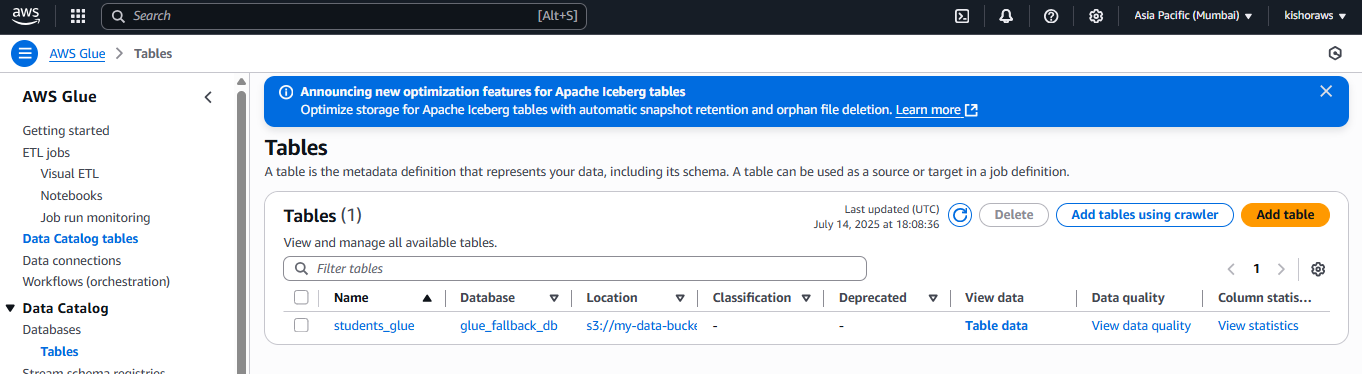 aws
Search [Alt+S]
Asia Pacific (Mumbai) kishoraws
AWS Glue > Tables
AWS Glue
Getting started
ETL jobs
Visual ETL
Notebooks
Job run monitoring
Data Catalog tables
Data connections
Workflows (orchestration)
Data Catalog
Databases
Tables
Stream schema registries
Announcing new optimization features for Apache Iceberg tables
Optimize storage for Apache Iceberg tables with automatic snapshot retention and orphan file deletion. Learn more
Tables
A table is the metadata definition that represents your data, including its schema. A table can be used as a source or target in a job definition.
Tables (1)
Last updated (UTC)
July 14, 2025 at 18:08:36
Delete
Add tables using crawler
Add table
View and manage all available tables.
Filter tables
1
Name Database Location Classification Deprecated View data Data quality Column statis...
students_glue glue_fallback_db s3://my-data-bucke - - Table data View data quality View statistics